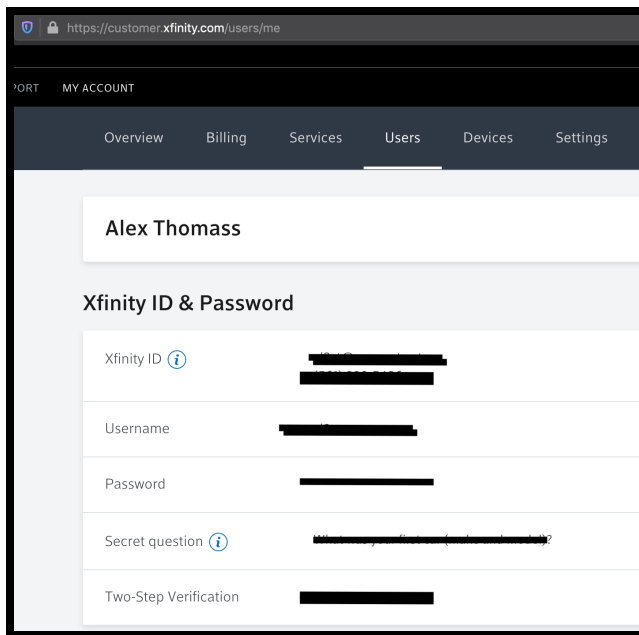 https://customer.xfinity.com/users/me
PORT MY ACCOUNT
Overview Billing Services Users Devices Settings
Alex Thomass
Xfinity ID & Password
Xfinity ID
Username
Password
Secret question
Two-Step Verification